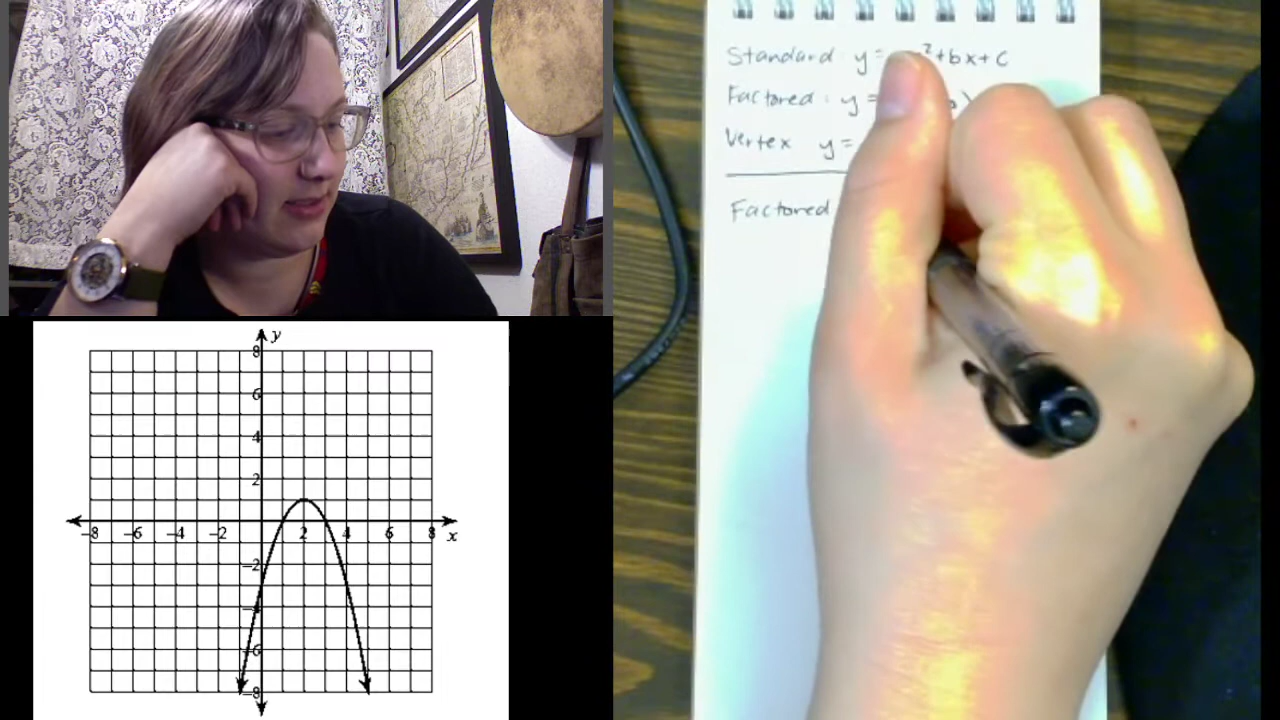 Standard y = x²+bx+c
Factored : y =
Vertex y =
Factored
y
8
6
4
2
-8 -6 -4 -2 2 4 6 8 x
-2
-4
-6
-8